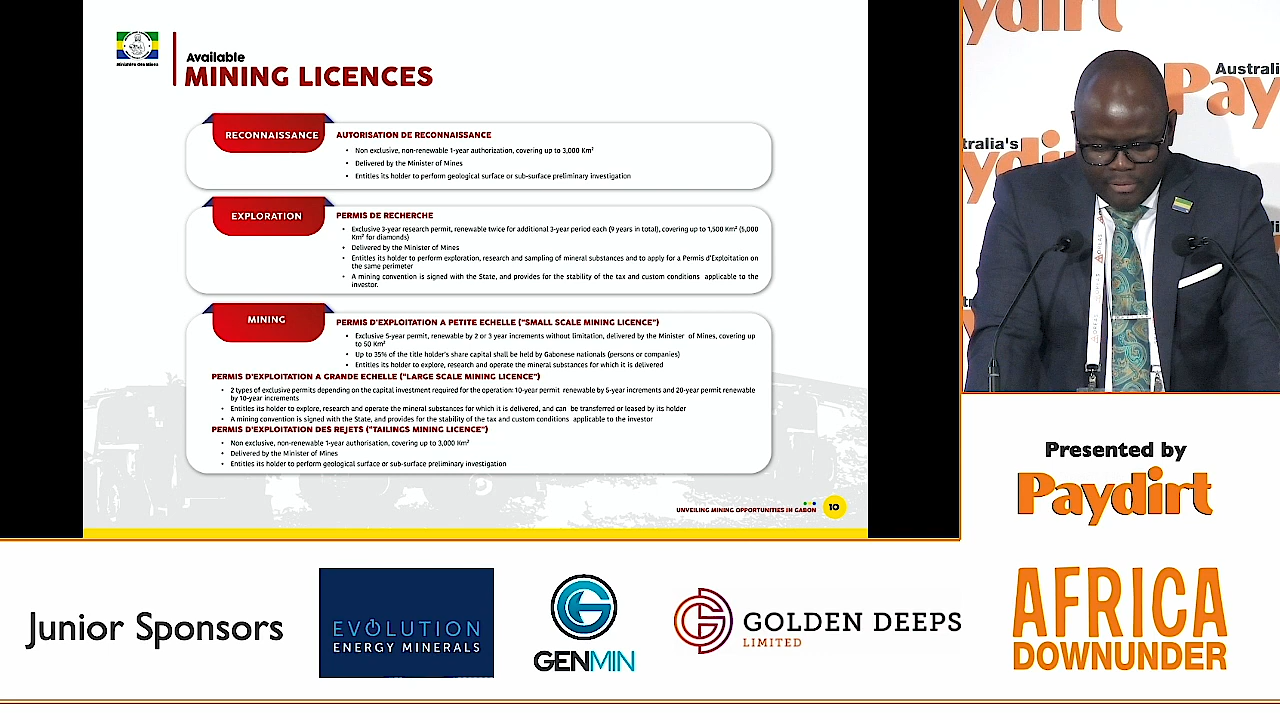 Ministère des Mines
Available
MINING LICENCES
RECONNAISSANCE
AUTORISATION DE RECONNAISSANCE
• Non exclusive, non-renewable 1-year authorization, covering up to 3,000 Km²
• Delivered by the Minister of Mines
• Entitles its holder to perform geological surface or sub-surface preliminary investigation
EXPLORATION
PERMIS DE RECHERCHE
• Exclusive 3-year research permit, renewable twice for additional 3-year period each (9 years in total), covering up to 1,500 Km² (5,000
Km² for diamonds)
• Delivered by the Minister of Mines
• Entitles its holder to perform exploration, research and sampling of mineral substances and to apply for a Permis d'Exploitation on
the same perimeter
• A mining convention is signed with the State, and provides for the stability of the tax and custom conditions applicable to the
investor.
MINING
PERMIS D'EXPLOITATION A PETITE ECHELLE ("SMALL SCALE MINING LICENCE")
• Exclusive 5-year permit, renewable by 2 or 3 year increments without limitation, delivered by the Minister of Mines, covering up
to 50 Km²
• Up to 35% of the title holder's share capital shall be held by Gabonese nationals (persons or companies)
• Entitles its holder to explore, research and operate the mineral substances for which it is delivered
PERMIS D'EXPLOITATION A GRANDE ECHELLE ("LARGE SCALE MINING LICENCE")
• 2 types of exclusive permits depending on the capital investment required for the operation: 10-year permit renewable by 5-year increments and 20-year permit renewable
by 10-year increments
• Entitles its holder to explore, research and operate the mineral substances for which it is delivered, and can be transferred or leased by its holder
• A mining convention is signed with the State, and provides for the stability of the tax and custom conditions applicable to the investor
PERMIS D'EXPLOITATION DES REJETS ("TAILINGS MINING LICENCE")
• Non exclusive, non-renewable 1-year authorisation, covering up to 3,000 Km²
• Delivered by the Minister of Mines
• Entitles its holder to perform geological surface or sub-surface preliminary investigation
UNVEILING MINING OPPORTUNITIES IN GABON
10
ydirt
Australi
Pay
tralia's
ydirt
Presented by
Paydirt
AFRICA
DOWNUNDER
Junior Sponsors
EVOLUTION
ENERGY MINERALS
GENMIN
GOLDEN DEEPS
LIMITED